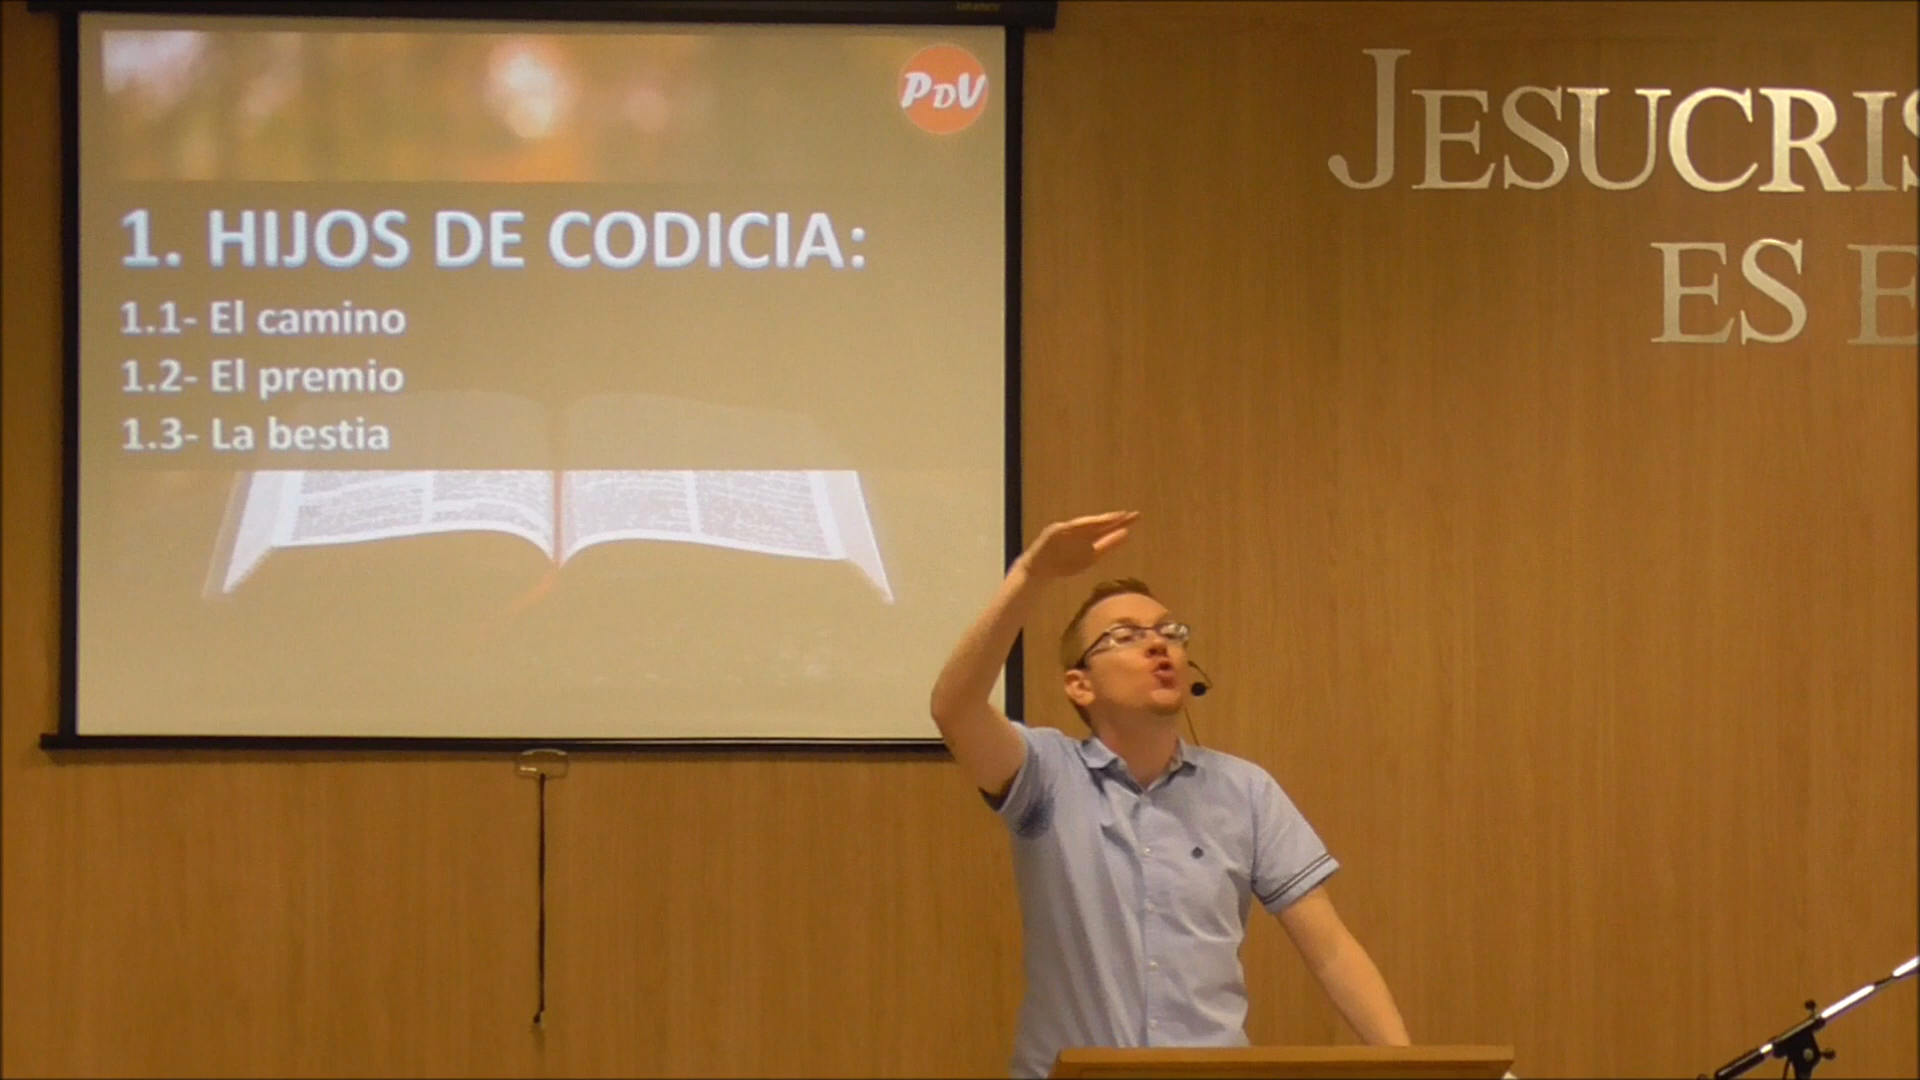 PDV
1. HIJOS DE CODICIA:
1.1- El camino
1.2- El premio
1.3- La bestia
JESUCRIS
ES E